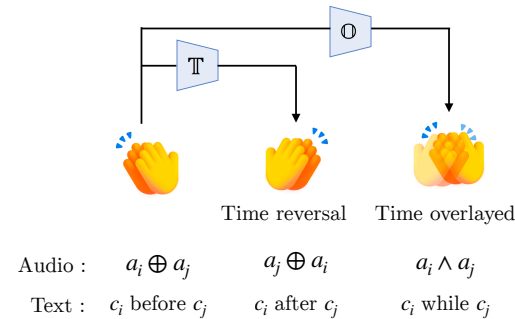 𝕆
𝕋
Time reversal Time overlayed
Audio : a_i ⊕ a_j a_j ⊕ a_i a_i ∧ a_j
Text : c_i before c_j c_i after c_j c_i while c_j